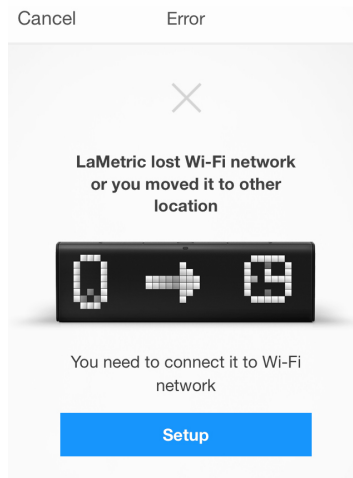 Cancel
Error
LaMetric lost Wi-Fi network
or you moved it to other
location
You need to connect it to Wi-Fi
network
Setup